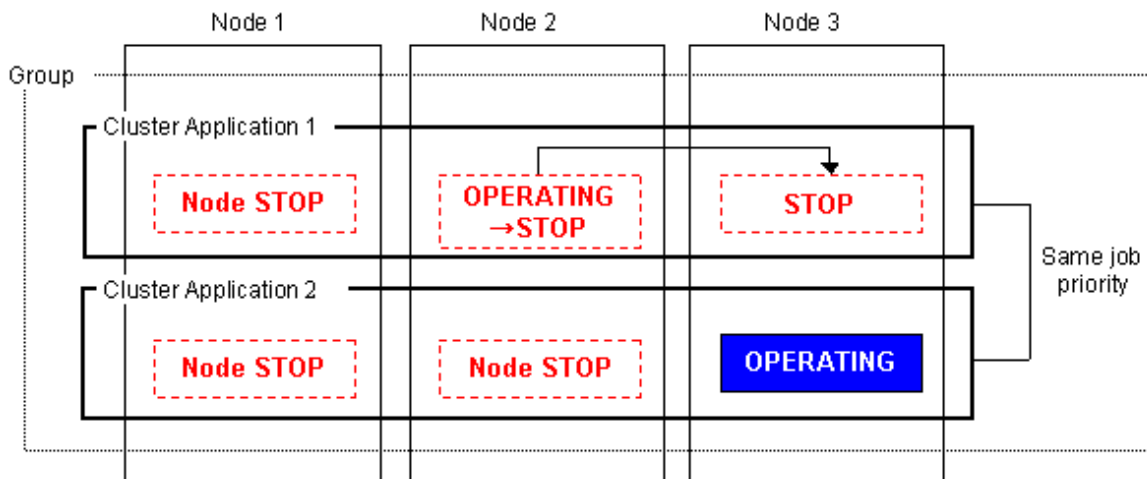 Node 1
Node 2
Node 3
Group
Cluster Application 1
Node STOP
OPERATING
→STOP
STOP
Same job
priority
Cluster Application 2
Node STOP
Node STOP
OPERATING